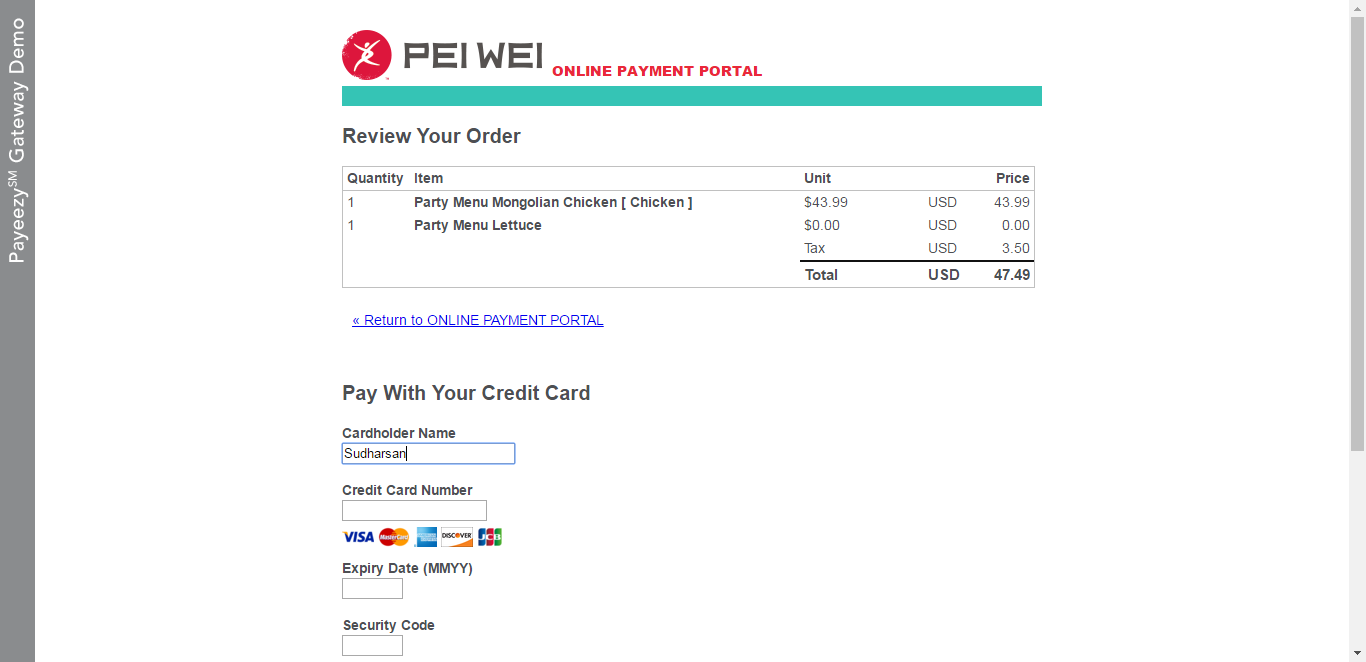 Payeezy℠ Gateway Demo
PEI WEI ONLINE PAYMENT PORTAL
Review Your Order
Quantity Item Unit Price
1 Party Menu Mongolian Chicken [ Chicken ] $43.99 USD 43.99
1 Party Menu Lettuce $0.00 USD 0.00
Tax USD 3.50
Total USD 47.49
« Return to ONLINE PAYMENT PORTAL
Pay With Your Credit Card
Cardholder Name
Sudharsan
Credit Card Number
VISA MasterCard DISCOVER JCB
Expiry Date (MMYY)
Security Code